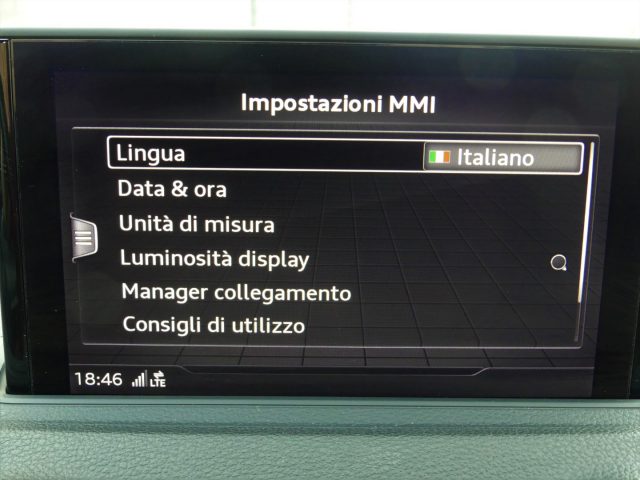 Impostazioni MMI
Lingua Italiano
Data & ora
Unità di misura
Luminosità display
Manager collegamento
Consigli di utilizzo
18:46 LTE